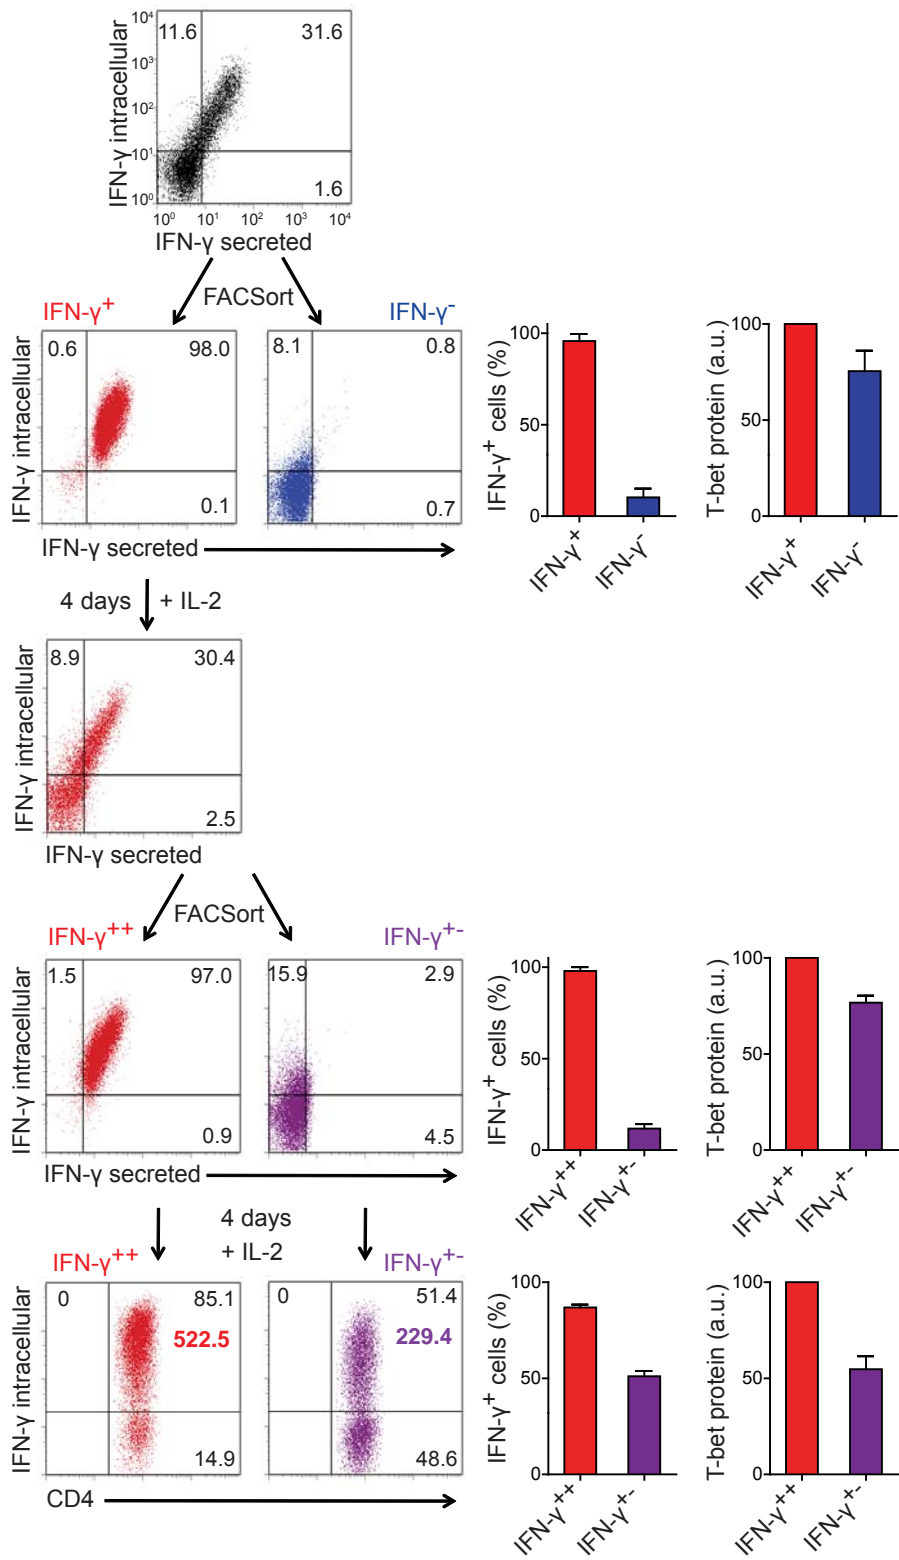 IFN-γ intracellular
10⁴
10³
10²
10¹
10⁰
11.6 31.6
1.6
10⁰ 10¹ 10² 10³ 10⁴
IFN-γ secreted
FACSort
IFN-γ⁺ IFN-γ⁻
IFN-γ intracellular
0.6 98.0
0.1
8.1 0.8
0.7
IFN-γ secreted
IFN-γ⁺ cells (%)
100
50
0
IFN-γ⁺ IFN-γ⁻
T-bet protein (a.u.)
100
50
0
IFN-γ⁺ IFN-γ⁻
4 days + IL-2
IFN-γ intracellular
8.9 30.4
2.5
IFN-γ secreted
FACSort
IFN-γ⁺⁺ IFN-γ⁺⁻
IFN-γ intracellular
1.5 97.0
0.9
15.9 2.9
4.5
IFN-γ secreted
IFN-γ⁺ cells (%)
100
50
0
IFN-γ⁺⁺ IFN-γ⁺⁻
T-bet protein (a.u.)
100
50
0
IFN-γ⁺⁺ IFN-γ⁺⁻
4 days
+ IL-2
IFN-γ⁺⁺ IFN-γ⁺⁻
IFN-γ intracellular
0 85.1
522.5
14.9
0 51.4
229.4
48.6
CD4
IFN-γ⁺ cells (%)
100
50
0
IFN-γ⁺⁺ IFN-γ⁺⁻
T-bet protein (a.u.)
100
50
0
IFN-γ⁺⁺ IFN-γ⁺⁻